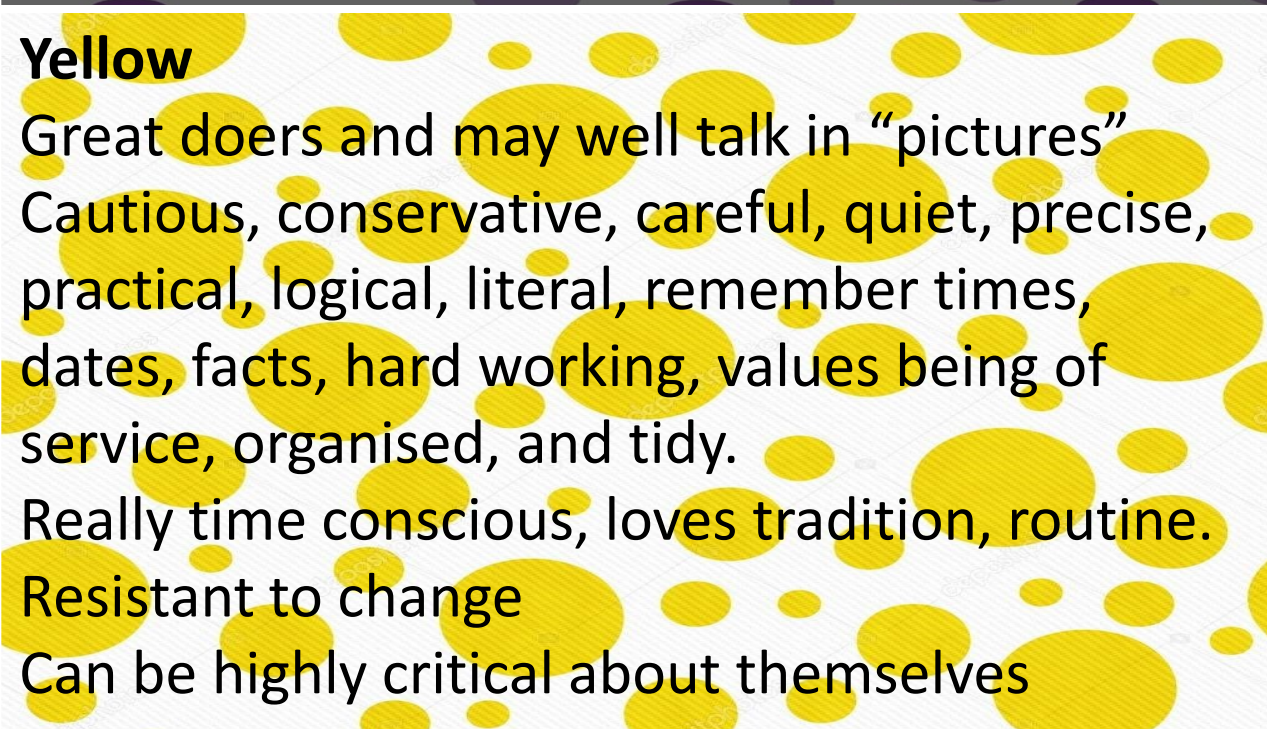 Yellow
Great doers and may well talk in “pictures”
Cautious, conservative, careful, quiet, precise,
practical, logical, literal, remember times,
dates, facts, hard working, values being of
service, organised, and tidy.
Really time conscious, loves tradition, routine.
Resistant to change
Can be highly critical about themselves